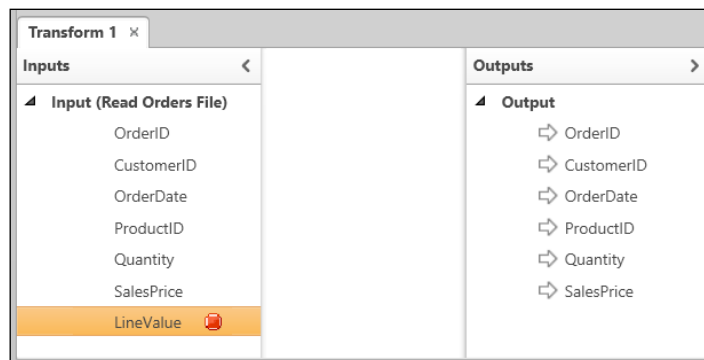 Transform 1
Inputs
Input (Read Orders File)
OrderID
CustomerID
OrderDate
ProductID
Quantity
SalesPrice
LineValue
Outputs
Output
OrderID
CustomerID
OrderDate
ProductID
Quantity
SalesPrice